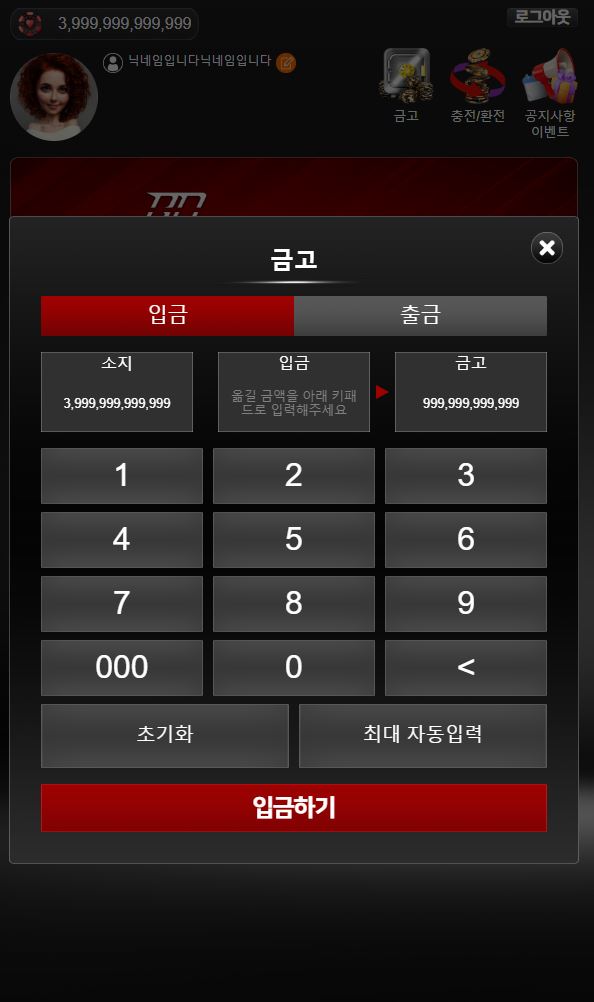 3,999,999,999,999
로그아웃
닉네임입니다닉네임입니다
금고
충전/환전
공지사항
이벤트
금고
입금
출금
소지
3,999,999,999,999
입금
옮길 금액을 아래 키패
드로 입력해주세요
금고
999,999,999,999
1
2
3
4
5
6
7
8
9
000
0
<
초기화
최대 자동입력
입금하기